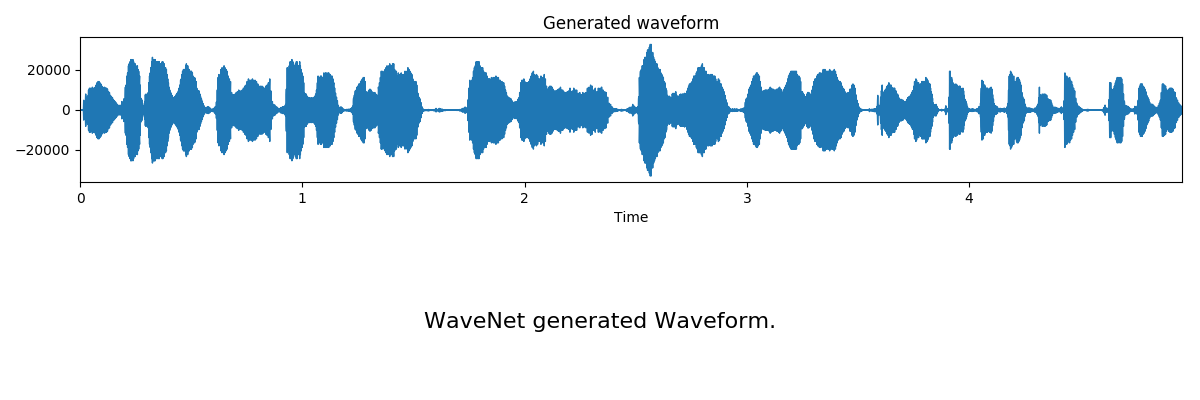 Generated waveform
20000
0
−20000
0 1 2 3 4
Time
WaveNet generated Waveform.